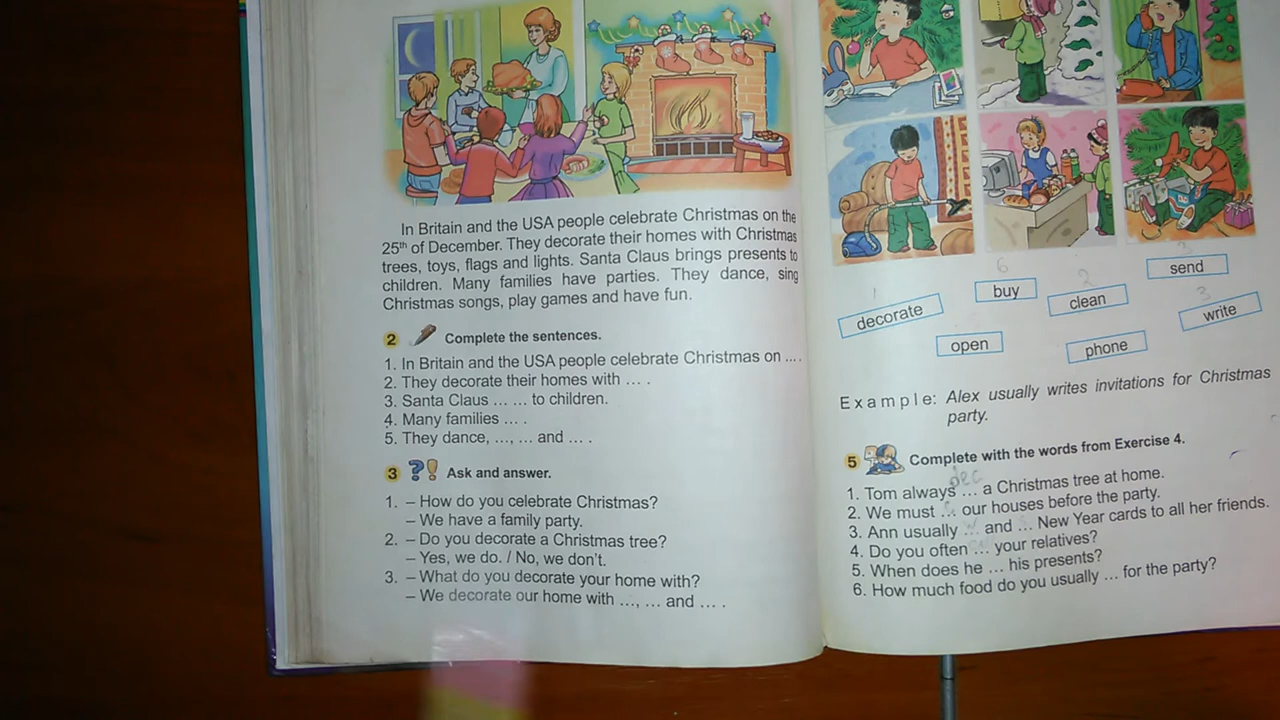 In Britain and the USA people celebrate Christmas on the
25th of December. They decorate their homes with Christmas
trees, toys, flags and lights. Santa Claus brings presents to
children. Many families have parties. They dance, sing
Christmas songs, play games and have fun.
2 Complete the sentences.
1. In Britain and the USA people celebrate Christmas on ... .
2. They decorate their homes with ... .
3. Santa Claus ... ... to children.
4. Many families ... .
5. They dance, ..., ... and ... .
3 ?! Ask and answer.
1. – How do you celebrate Christmas?
– We have a family party.
2. – Do you decorate a Christmas tree?
– Yes, we do. / No, we don't.
3. – What do you decorate your home with?
– We decorate our home with ..., ... and ... .
3
send
6
buy
2
clean
3
write
1
decorate
open
phone
Example: Alex usually writes invitations for Christmas
party.
5 Complete with the words from Exercise 4.
dec
1. Tom always ... a Christmas tree at home.
2. We must ... our houses before the party.
3. Ann usually ... and ... New Year cards to all her friends.
4. Do you often ... your relatives?
5. When does he ... his presents?
6. How much food do you usually ... for the party?